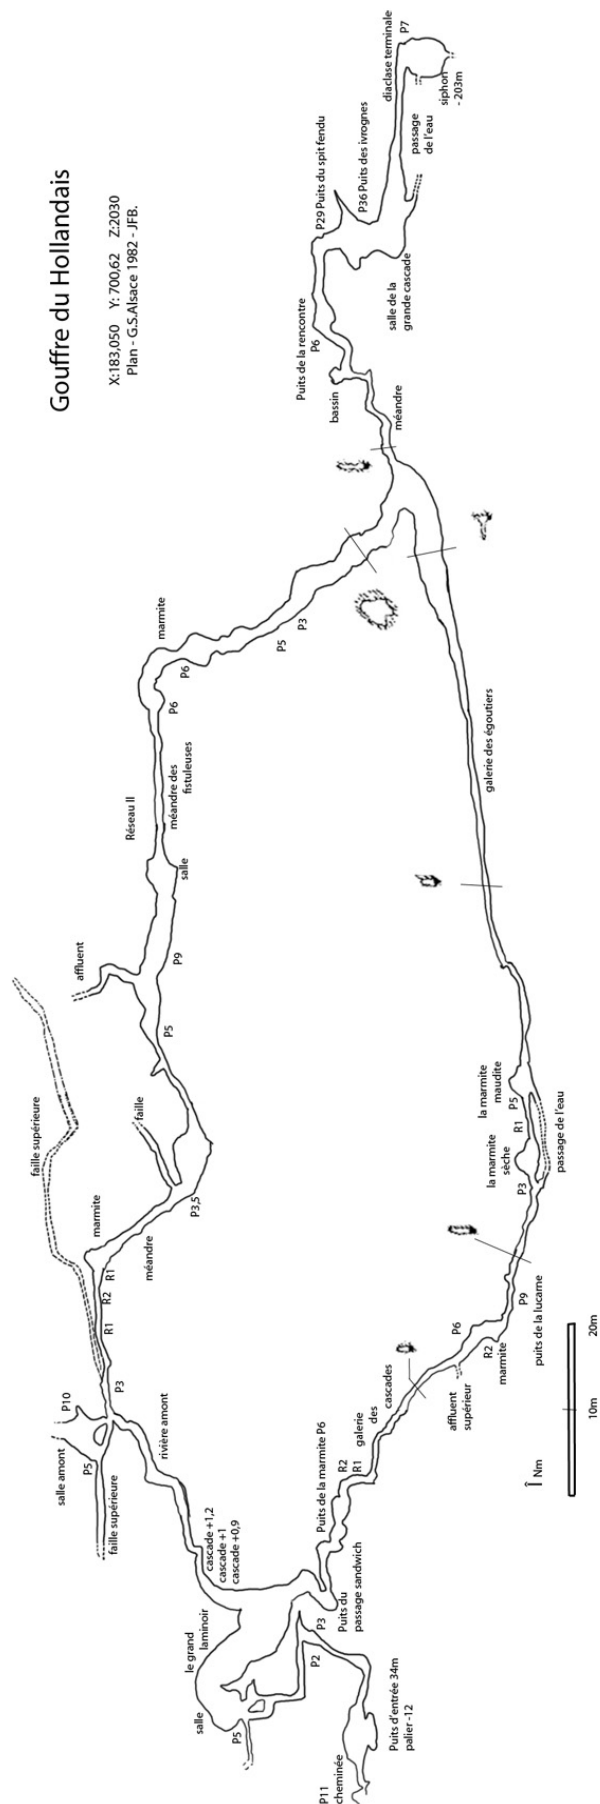 Gouffre du Hollandais
X:183,050 Y: 700,62 Z:2030
Plan - G.S.Alsace 1982 - JFB.
P11
cheminée
Puits d'entrée 34m
palier -12
salle
P5
le grand
laminoir
P2
P3
Puits du
passage sandwich
cascade +1,2
cascade +1
cascade +0,9
rivière amont
faille supérieure
salle amont
P5
P10
P3
R1
R2
R1
marmite
méandre
faille supérieure
P3,5
faille
P5
affluent
P9
salle
Réseau II
méandre des
fistuleuses
P6
P6
marmite
P5
P3
Puits de la marmite P6
R2
R1
galerie
des
cascades
affluent
supérieur
P6
R2
marmite
P9
puits de la lucarne
P3
la marmite
sèche
R1
P5
la marmite
maudite
passage de l'eau
galerie des égoutiers
méandre
bassin
Puits de la rencontre
P6
P29 Puits du spit fendu
P36 Puits des ivrognes
salle de la
grande cascade
passage
de l'eau
diaclase terminale
P7
siphon
- 203m
Nm
10m
20m